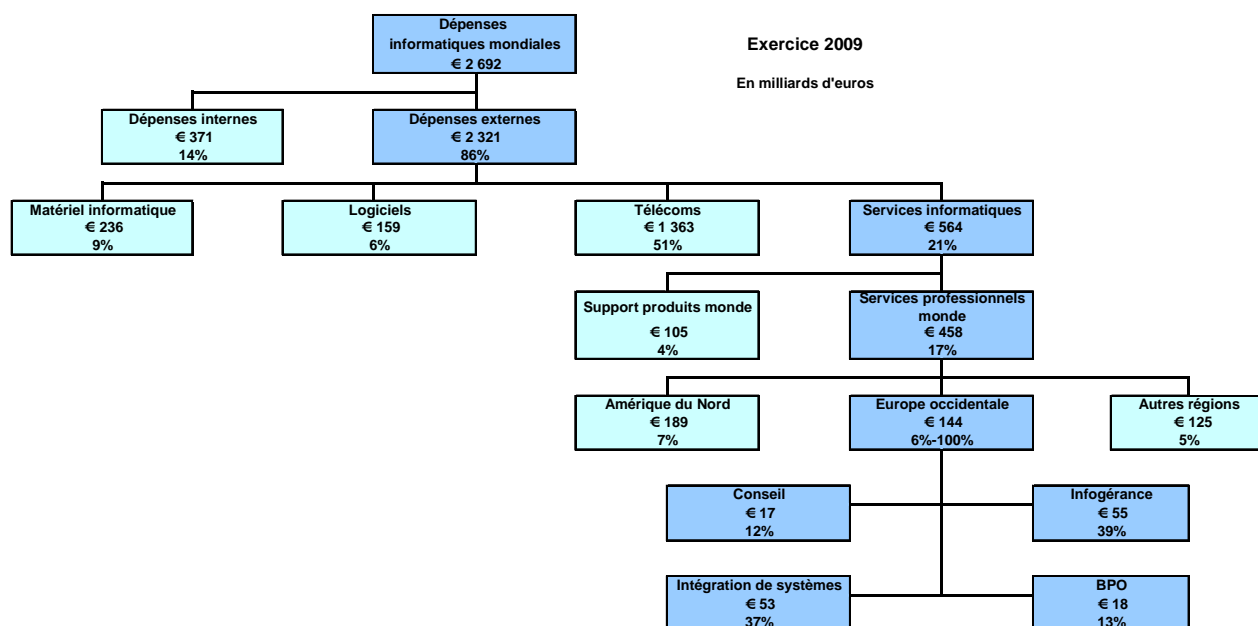 Dépenses
informatiques mondiales
€ 2 692
Exercice 2009
En milliards d'euros
Dépenses internes
€ 371
14%
Dépenses externes
€ 2 321
86%
Matériel informatique
€ 236
9%
Logiciels
€ 159
6%
Télécoms
€ 1 363
51%
Services informatiques
€ 564
21%
Support produits monde
€ 105
4%
Services professionnels
monde
€ 458
17%
Amérique du Nord
€ 189
7%
Europe occidentale
€ 144
6%-100%
Autres régions
€ 125
5%
Conseil
€ 17
12%
Infogérance
€ 55
39%
Intégration de systèmes
€ 53
37%
BPO
€ 18
13%